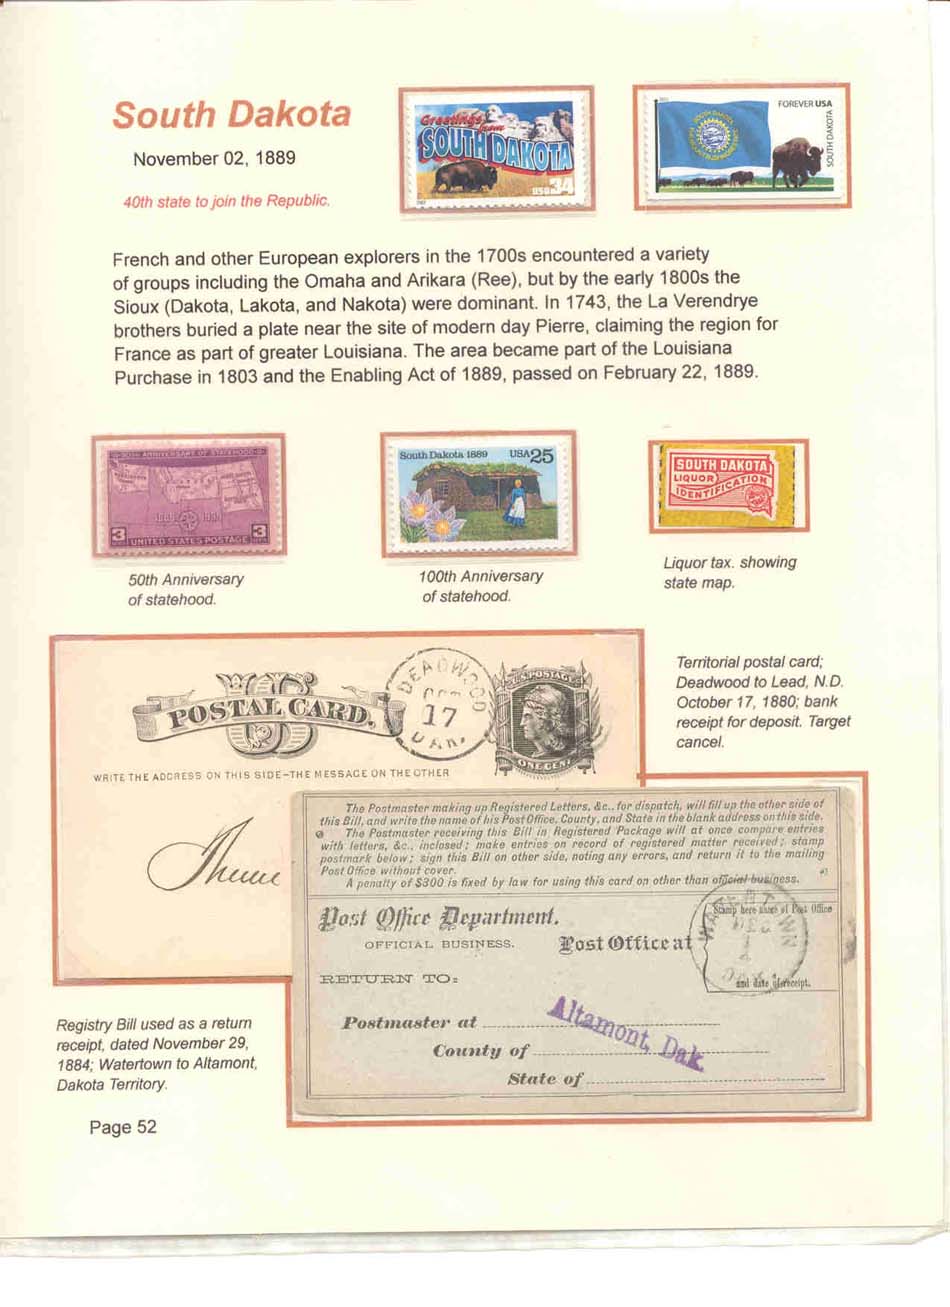 South Dakota
November 02, 1889
40th state to join the Republic.
Greetings
from
SOUTH DAKOTA
USA 34
FOREVER USA
SOUTH DAKOTA
French and other European explorers in the 1700s encountered a variety
of groups including the Omaha and Arikara (Ree), but by the early 1800s the
Sioux (Dakota, Lakota, and Nakota) were dominant. In 1743, the La Verendrye
brothers buried a plate near the site of modern day Pierre, claiming the region for
France as part of greater Louisiana. The area became part of the Louisiana
Purchase in 1803 and the Enabling Act of 1889, passed on February 22, 1889.
50TH ANNIVERSARY OF STATEHOOD
1889 1939
3 3
UNITED STATES POSTAGE
50th Anniversary
of statehood.
South Dakota 1889 USA25
100th Anniversary
of statehood.
SOUTH DAKOTA
LIQUOR
IDENTIFICATION
Liquor tax. showing
state map.
US
POSTAL CARD.
WRITE THE ADDRESS ON THIS SIDE-THE MESSAGE ON THE OTHER
DEADWOOD
17
DAK.
U.S. POSTAGE
ONE CENT
Territorial postal card;
Deadwood to Lead, N.D.
October 17, 1880; bank
receipt for deposit. Target
cancel.
The Postmaster making up Registered Letters, &c., for dispatch, will fill up the other side of
this Bill, and write the name of his Post Office, County, and State in the blank address on this side.
The Postmaster receiving this Bill in Registered Package will at once compare entries
with letters, &c., inclosed; make entries on record of registered matter received; stamp
postmark below; sign this Bill on other side, noting any errors, and return it to the mailing
Post Office without cover.
A penalty of $300 is fixed by law for using this card on other than official business.
Post Office Department.
OFFICIAL BUSINESS.
Post Office at
Stamp here name of Post Office
and date of receipt.
WATERTOWN
DAK
RETURN TO:
Postmaster at
County of
State of
Altamont, Dak.
Registry Bill used as a return
receipt, dated November 29,
1884; Watertown to Altamont,
Dakota Territory.
Page 52